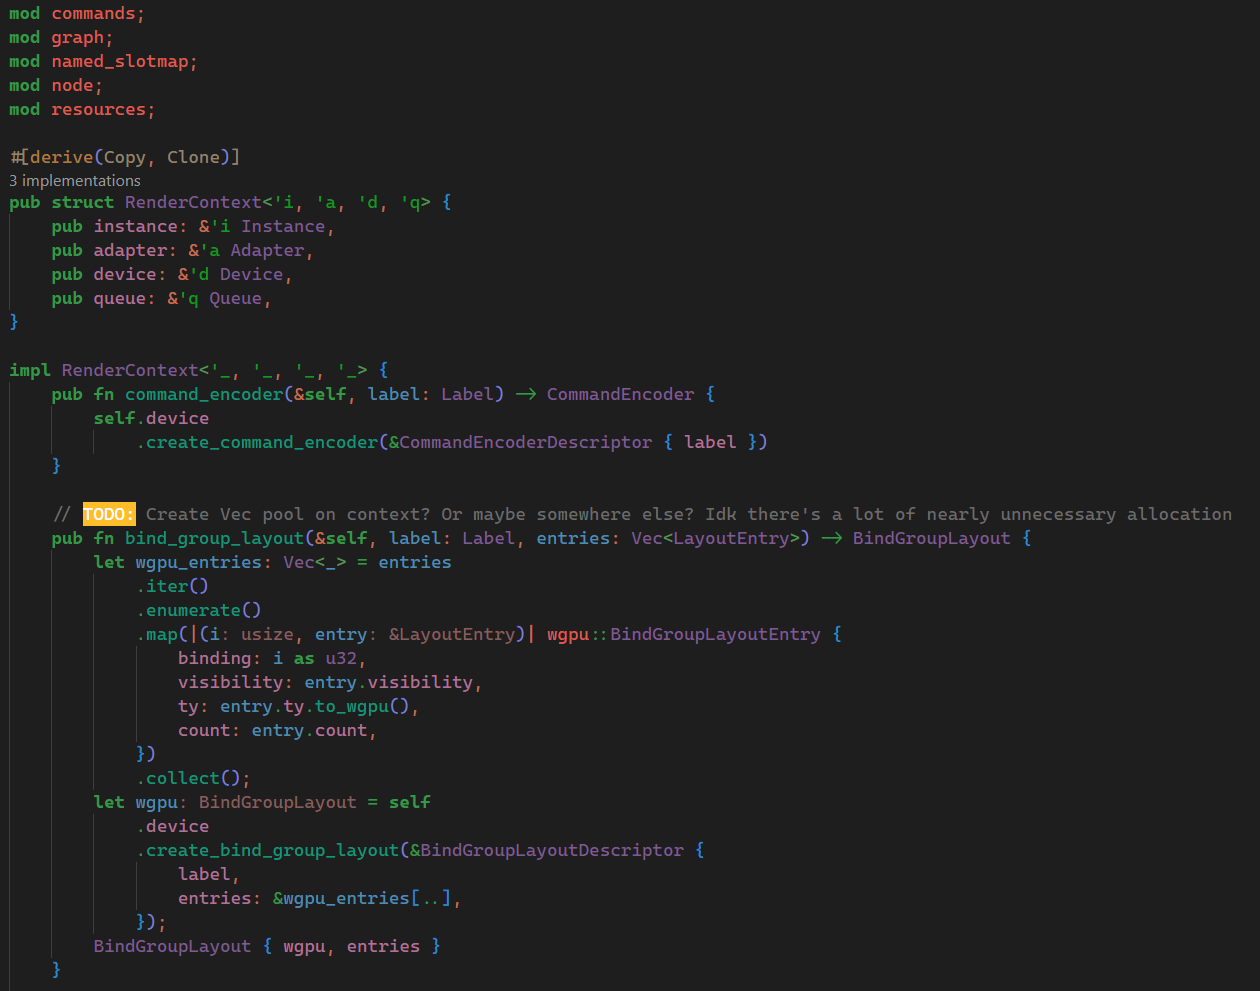 mod commands;
mod graph;
mod named_slotmap;
mod node;
mod resources;
#[derive(Copy, Clone)]
3 implementations
pub struct RenderContext<'i, 'a, 'd, 'q> {
pub instance: &'i Instance,
pub adapter: &'a Adapter,
pub device: &'d Device,
pub queue: &'q Queue,
}
impl RenderContext<'_, '_, '_, '_> {
pub fn command_encoder(&self, label: Label) -> CommandEncoder {
self.device
.create_command_encoder(&CommandEncoderDescriptor { label })
}
// TODO: Create Vec pool on context? Or maybe somewhere else? Idk there's a lot of nearly unnecessary allocation
pub fn bind_group_layout(&self, label: Label, entries: Vec<LayoutEntry>) -> BindGroupLayout {
let wgpu_entries: Vec<_> = entries
.iter()
.enumerate()
.map(|(i: usize, entry: &LayoutEntry)| wgpu::BindGroupLayoutEntry {
binding: i as u32,
visibility: entry.visibility,
ty: entry.ty.to_wgpu(),
count: entry.count,
})
.collect();
let wgpu: BindGroupLayout = self
.device
.create_bind_group_layout(&BindGroupLayoutDescriptor {
label,
entries: &wgpu_entries[..],
});
BindGroupLayout { wgpu, entries }
}